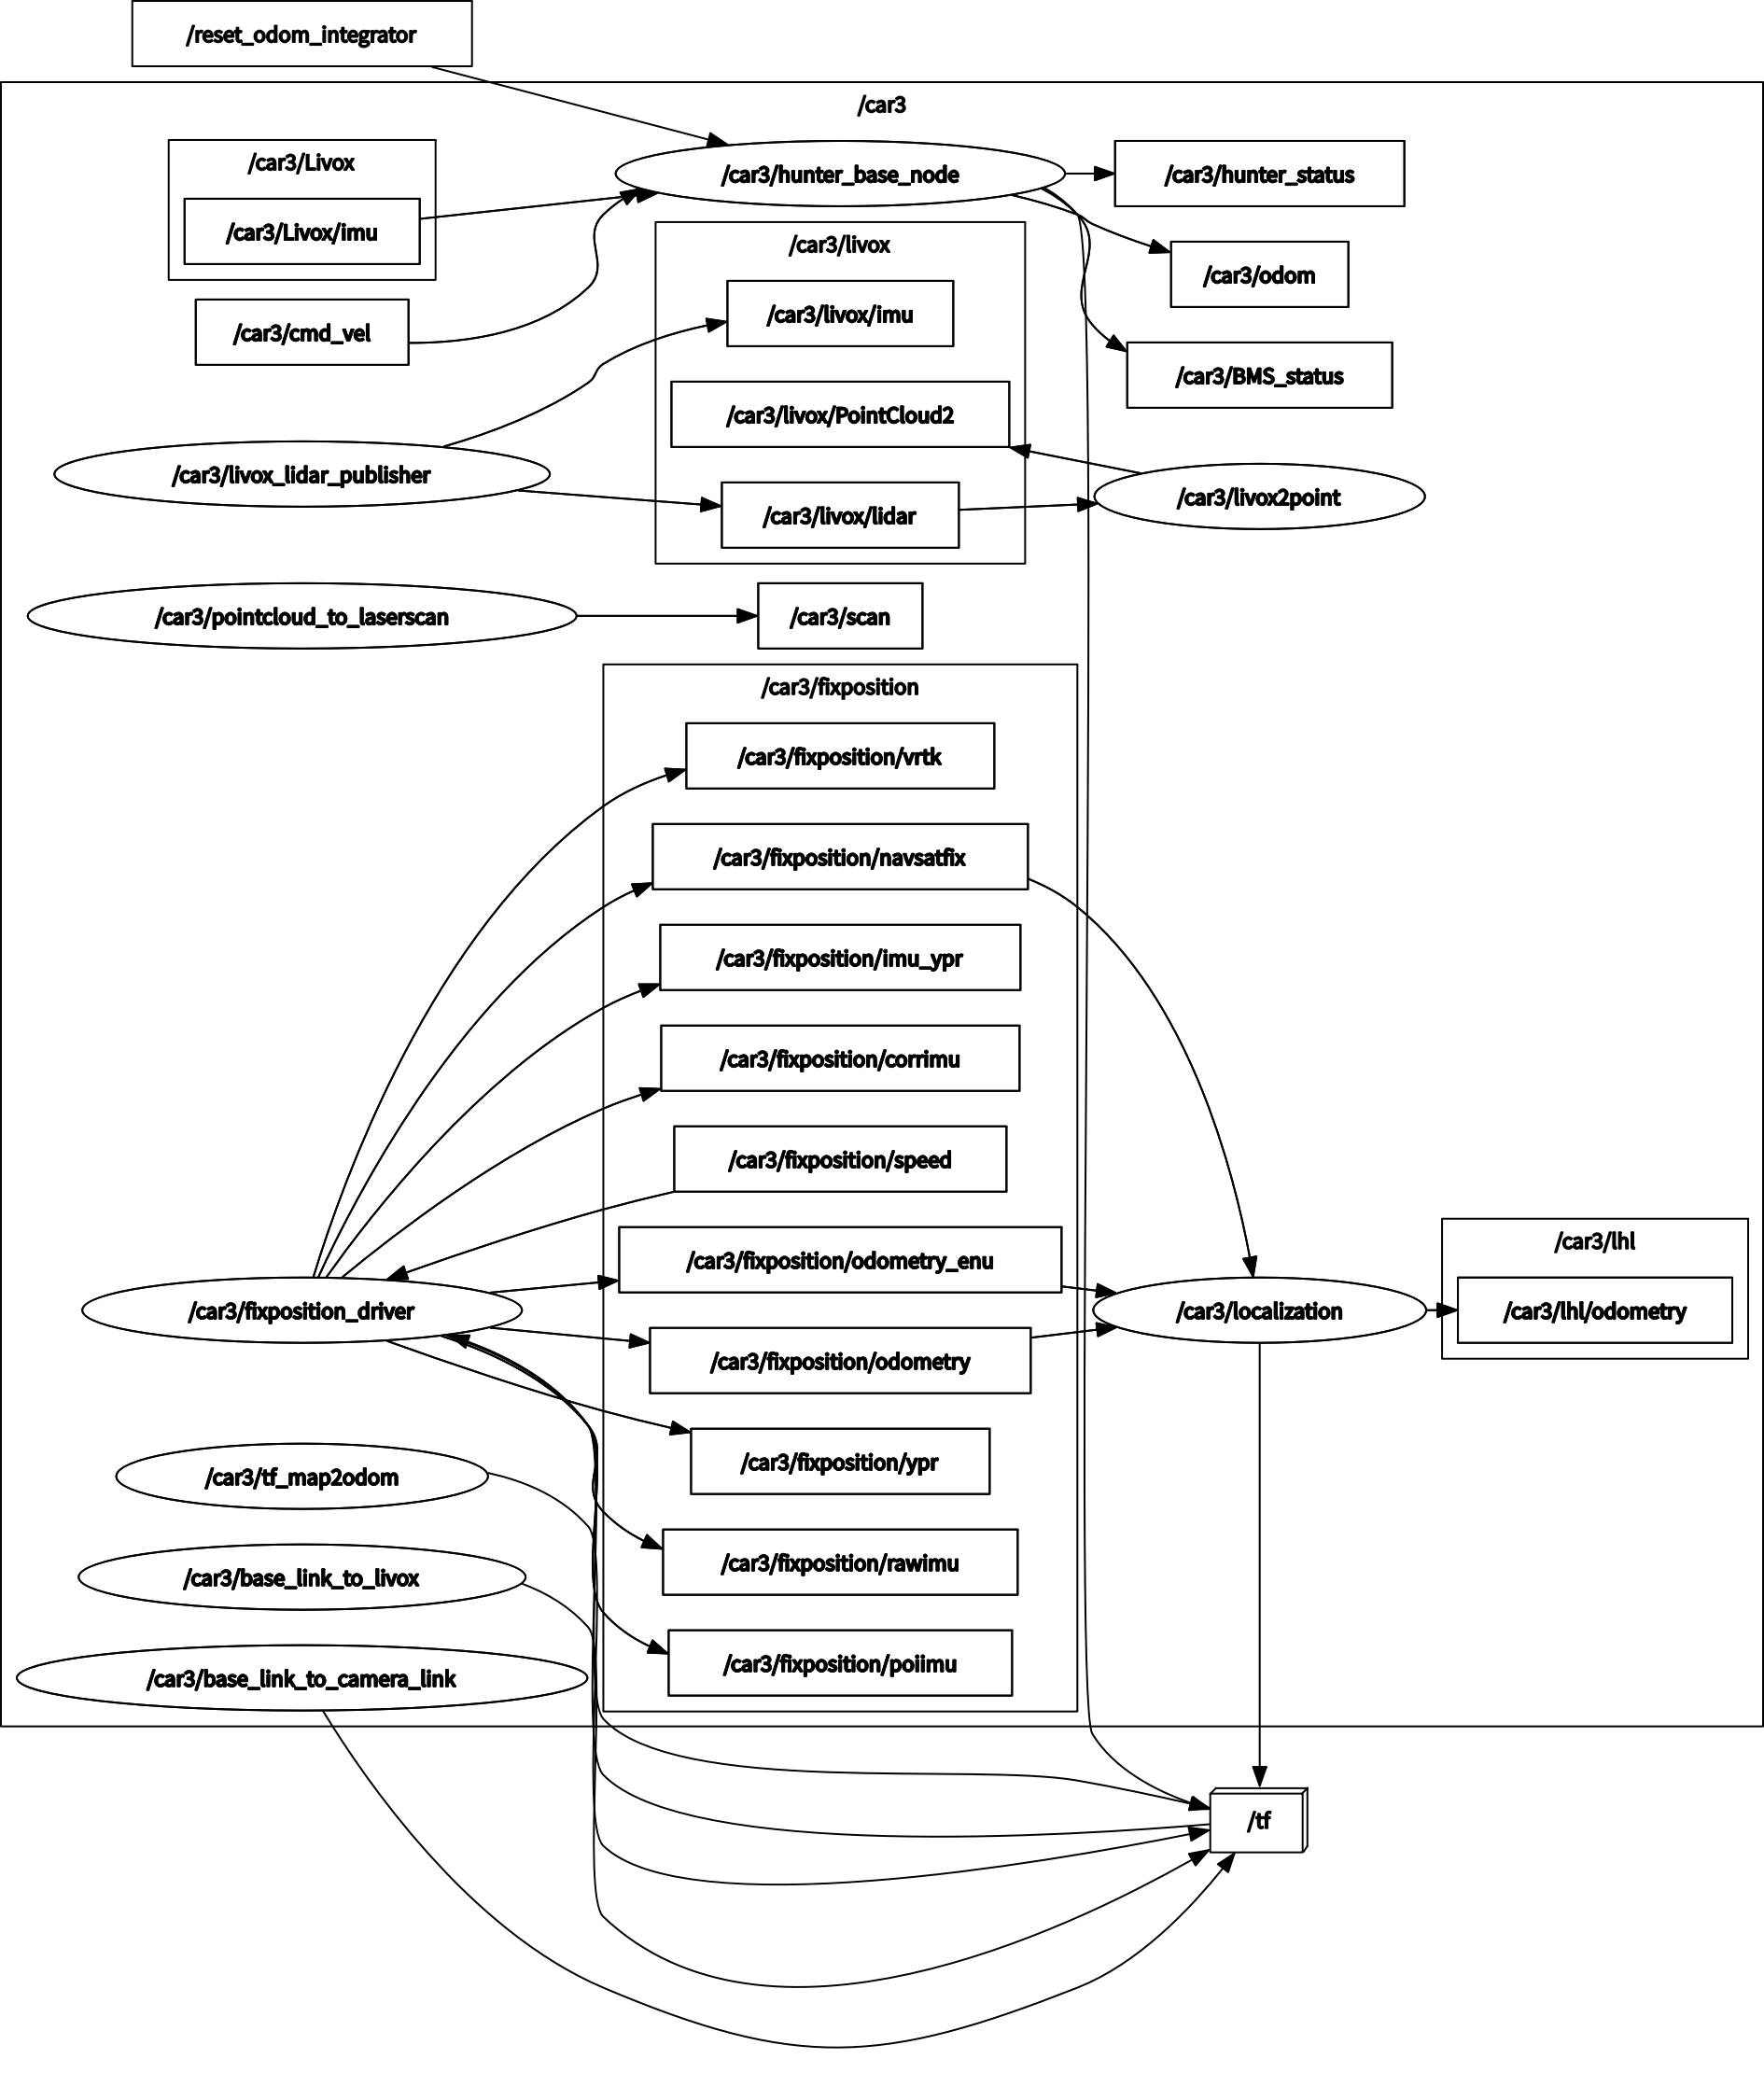 /reset_odom_integrator
/car3
/car3/Livox
/car3/Livox/imu
/car3/cmd_vel
/car3/hunter_base_node
/car3/hunter_status
/car3/odom
/car3/BMS_status
/car3/livox
/car3/livox/imu
/car3/livox/PointCloud2
/car3/livox/lidar
/car3/livox_lidar_publisher
/car3/livox2point
/car3/pointcloud_to_laserscan
/car3/scan
/car3/fixposition
/car3/fixposition/vrtk
/car3/fixposition/navsatfix
/car3/fixposition/imu_ypr
/car3/fixposition/corrimu
/car3/fixposition/speed
/car3/fixposition/odometry_enu
/car3/fixposition/odometry
/car3/fixposition/ypr
/car3/fixposition/rawimu
/car3/fixposition/poiimu
/car3/fixposition_driver
/car3/localization
/car3/lhl
/car3/lhl/odometry
/car3/tf_map2odom
/car3/base_link_to_livox
/car3/base_link_to_camera_link
/tf